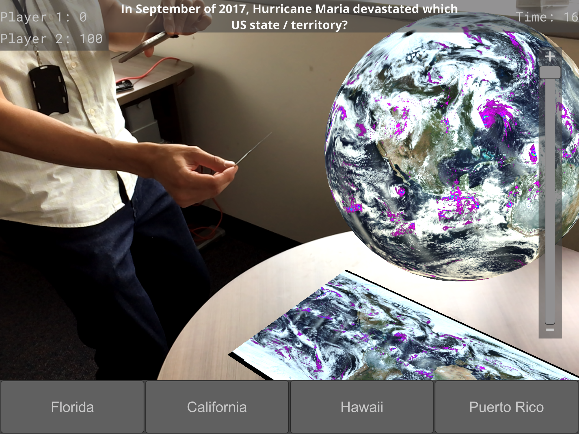 In September of 2017, Hurricane Maria devastated which
US state / territory?
Player 1: 0
Player 2: 100
Time: 16
+
-
Florida
California
Hawaii
Puerto Rico